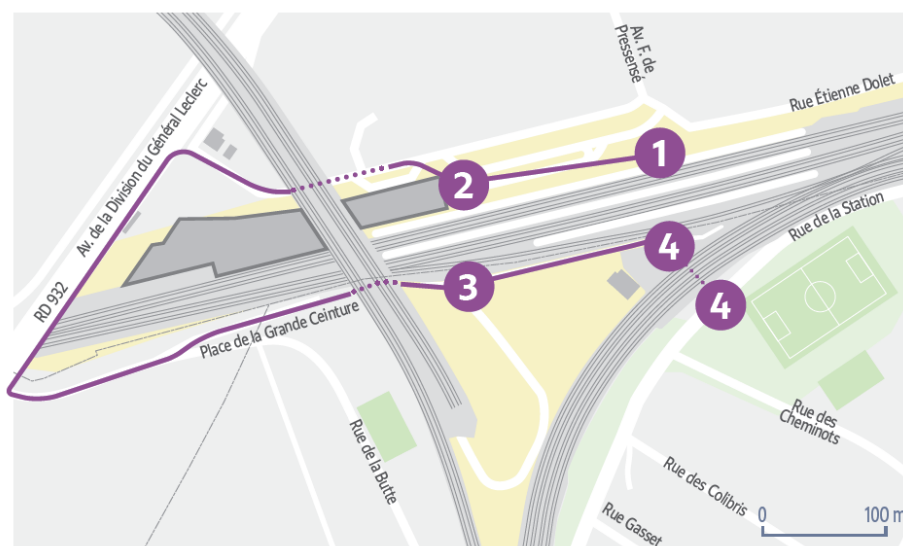 Av. F. de
Pressensé
Rue Étienne Dolet
Av. de la Division du Général Leclerc
1
2
Rue de la Station
4
3
4
RD 932
Place de la Grande Ceinture
Rue des
Cheminots
Rue de la Butte
Rue des Colibris
Rue Gasset
0
100 m